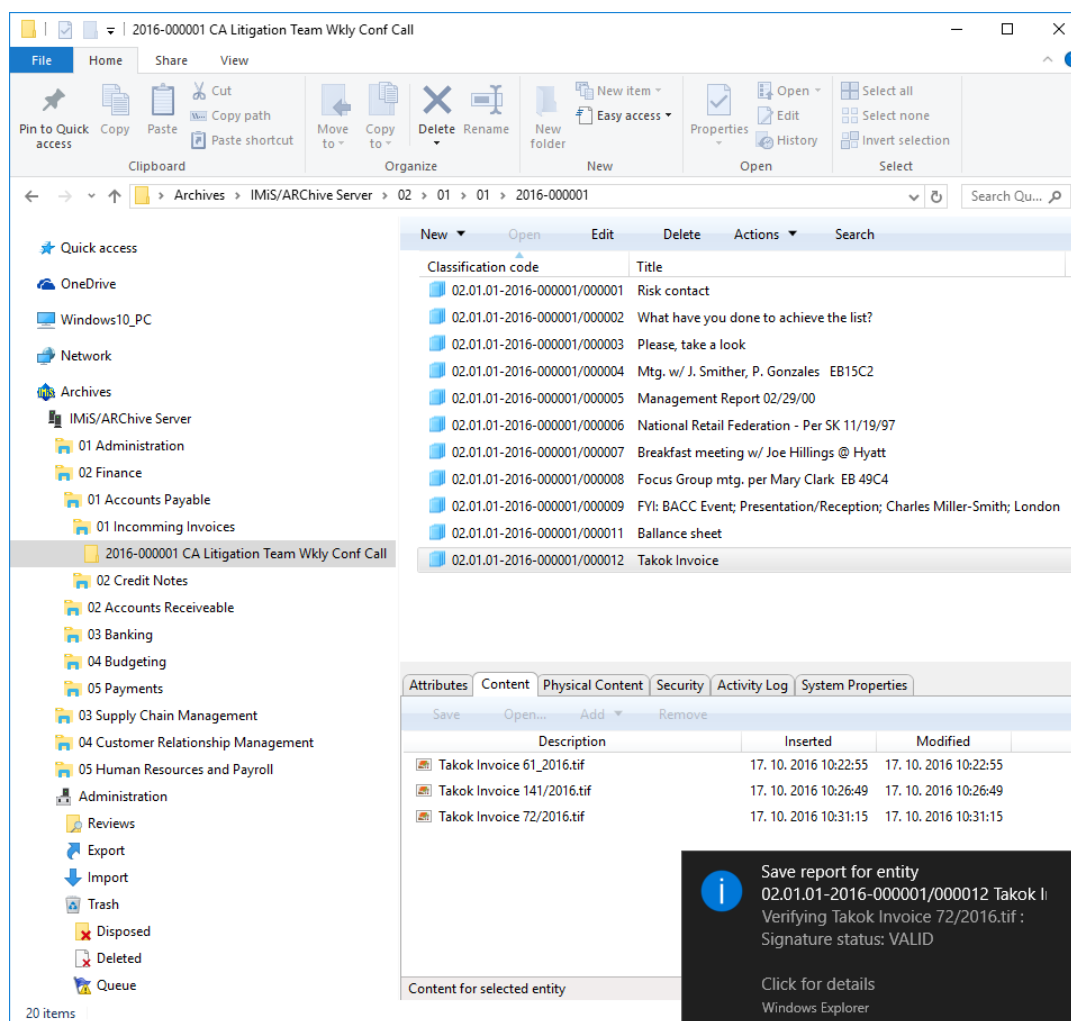 2016-000001 CA Litigation Team Wkly Conf Call
File Home Share View
Pin to Quick access
Copy
Paste
Cut
Copy path
Paste shortcut
Clipboard
Move to
Copy to
Delete
Rename
Organize
New folder
New item
Easy access
New
Properties
Open
Edit
History
Open
Select all
Select none
Invert selection
Select
Archives > IMiS/ARChive Server > 02 > 01 > 01 > 2016-000001
Search Qu...
Quick access
OneDrive
Windows10_PC
Network
Archives
IMiS/ARChive Server
01 Administration
02 Finance
01 Accounts Payable
01 Incomming Invoices
2016-000001 CA Litigation Team Wkly Conf Call
02 Credit Notes
02 Accounts Receiveable
03 Banking
04 Budgeting
05 Payments
03 Supply Chain Management
04 Customer Relationship Management
05 Human Resources and Payroll
Administration
Reviews
Export
Import
Trash
Disposed
Deleted
Queue
20 items
New Open Edit Delete Actions Search
Classification code Title
02.01.01-2016-000001/000001 Risk contact
02.01.01-2016-000001/000002 What have you done to achieve the list?
02.01.01-2016-000001/000003 Please, take a look
02.01.01-2016-000001/000004 Mtg. w/ J. Smither, P. Gonzales EB15C2
02.01.01-2016-000001/000005 Management Report 02/29/00
02.01.01-2016-000001/000006 National Retail Federation - Per SK 11/19/97
02.01.01-2016-000001/000007 Breakfast meeting w/ Joe Hillings @ Hyatt
02.01.01-2016-000001/000008 Focus Group mtg. per Mary Clark EB 49C4
02.01.01-2016-000001/000009 FYI: BACC Event; Presentation/Reception; Charles Miller-Smith; London
02.01.01-2016-000001/000011 Ballance sheet
02.01.01-2016-000001/000012 Takok Invoice
Attributes Content Physical Content Security Activity Log System Properties
Save Open... Add Remove
Description Inserted Modified
Takok Invoice 61_2016.tif 17. 10. 2016 10:22:55 17. 10. 2016 10:22:55
Takok Invoice 141/2016.tif 17. 10. 2016 10:26:49 17. 10. 2016 10:26:49
Takok Invoice 72/2016.tif 17. 10. 2016 10:31:15 17. 10. 2016 10:31:15
Content for selected entity
Save report for entity
02.01.01-2016-000001/000012 Takok
Verifying Takok Invoice 72/2016.tif :
Signature status: VALID
Click for details
Windows Explorer